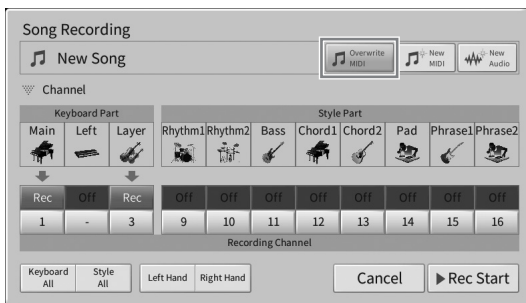 Song Recording
New Song
Overwrite MIDI
New MIDI
New Audio
Channel
Keyboard Part
Style Part
Main Left Layer Rhythm1 Rhythm2 Bass Chord1 Chord2 Pad Phrase1 Phrase2
Rec Off Rec Off Off Off Off Off Off Off Off
1 - 3 9 10 11 12 13 14 15 16
Recording Channel
Keyboard All
Style All
Left Hand Right Hand
Cancel
Rec Start